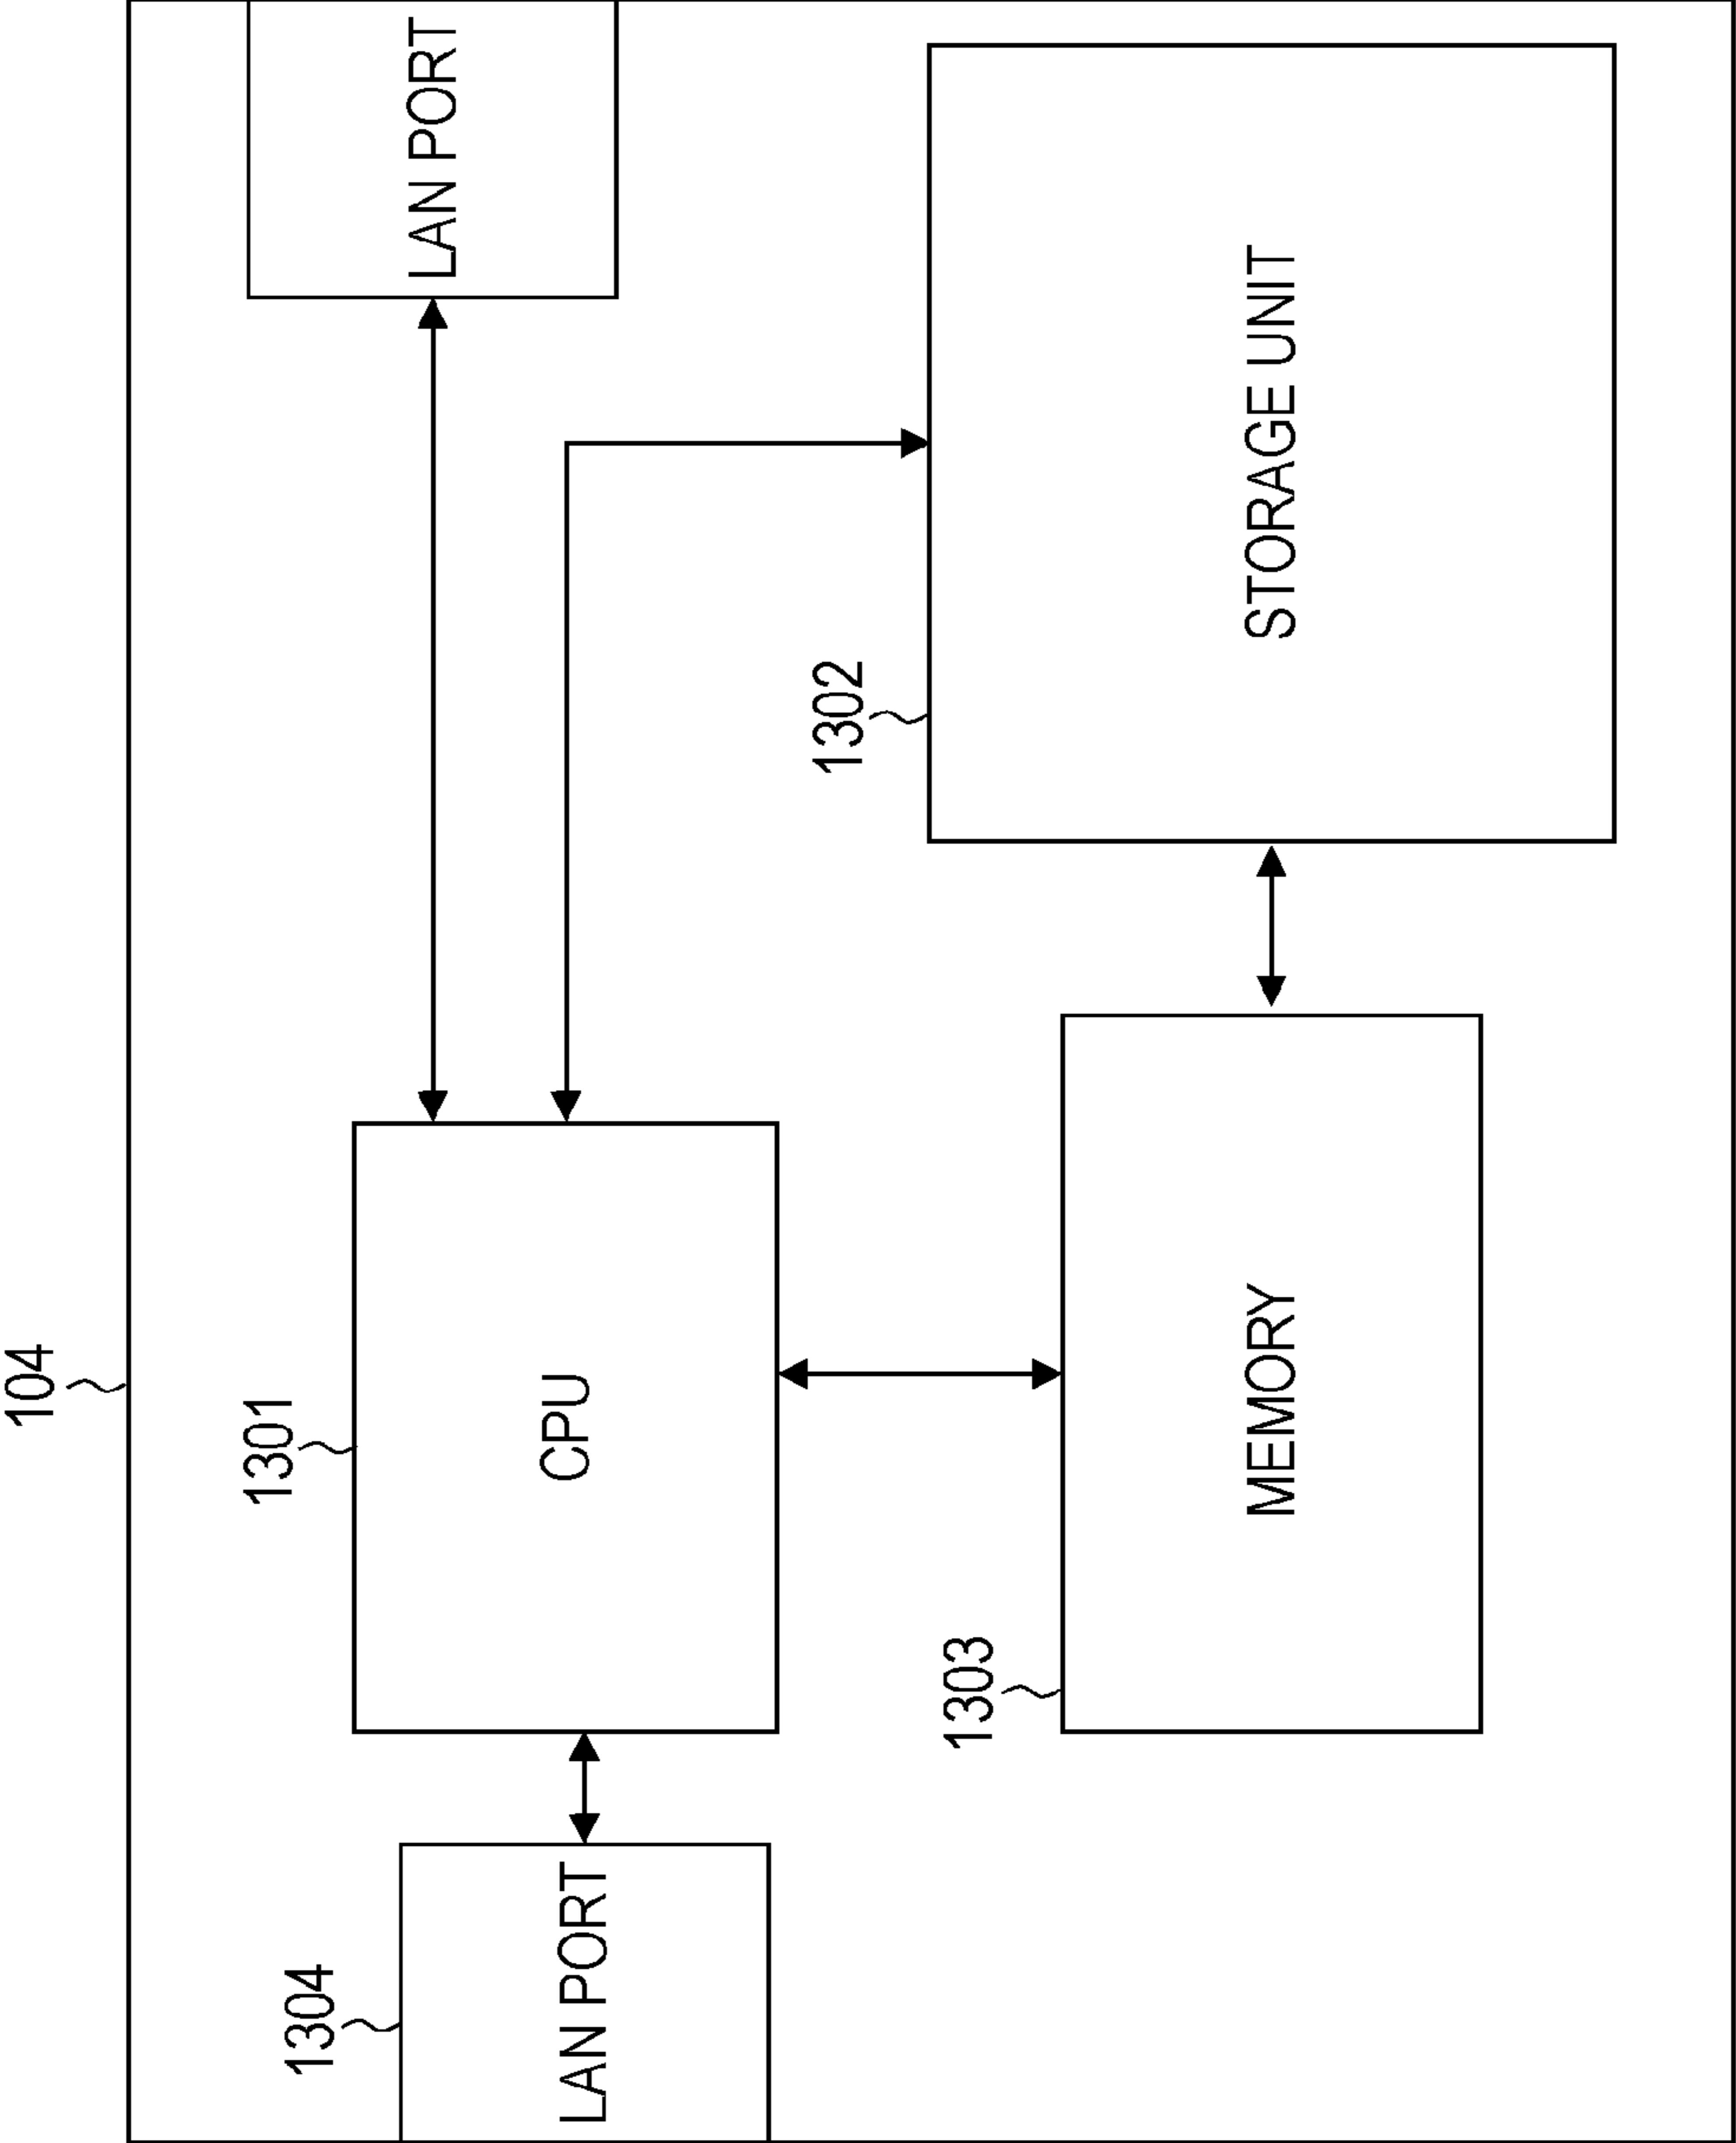 104
1304
LAN PORT
1301
CPU
LAN PORT
1303
MEMORY
1302
STORAGE UNIT